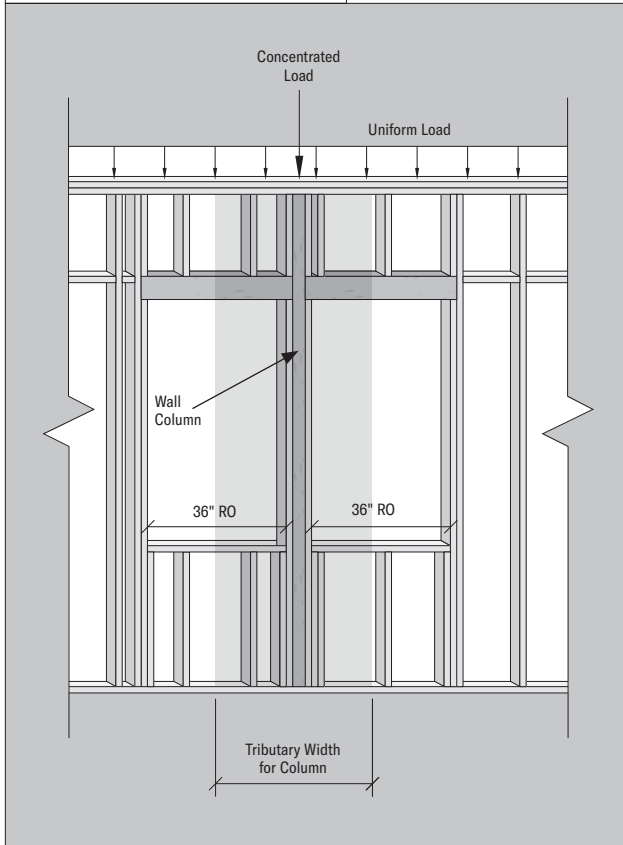 Concentrated
Load
Uniform Load
Wall
Column
36" RO
36" RO
Tributary Width
for Column